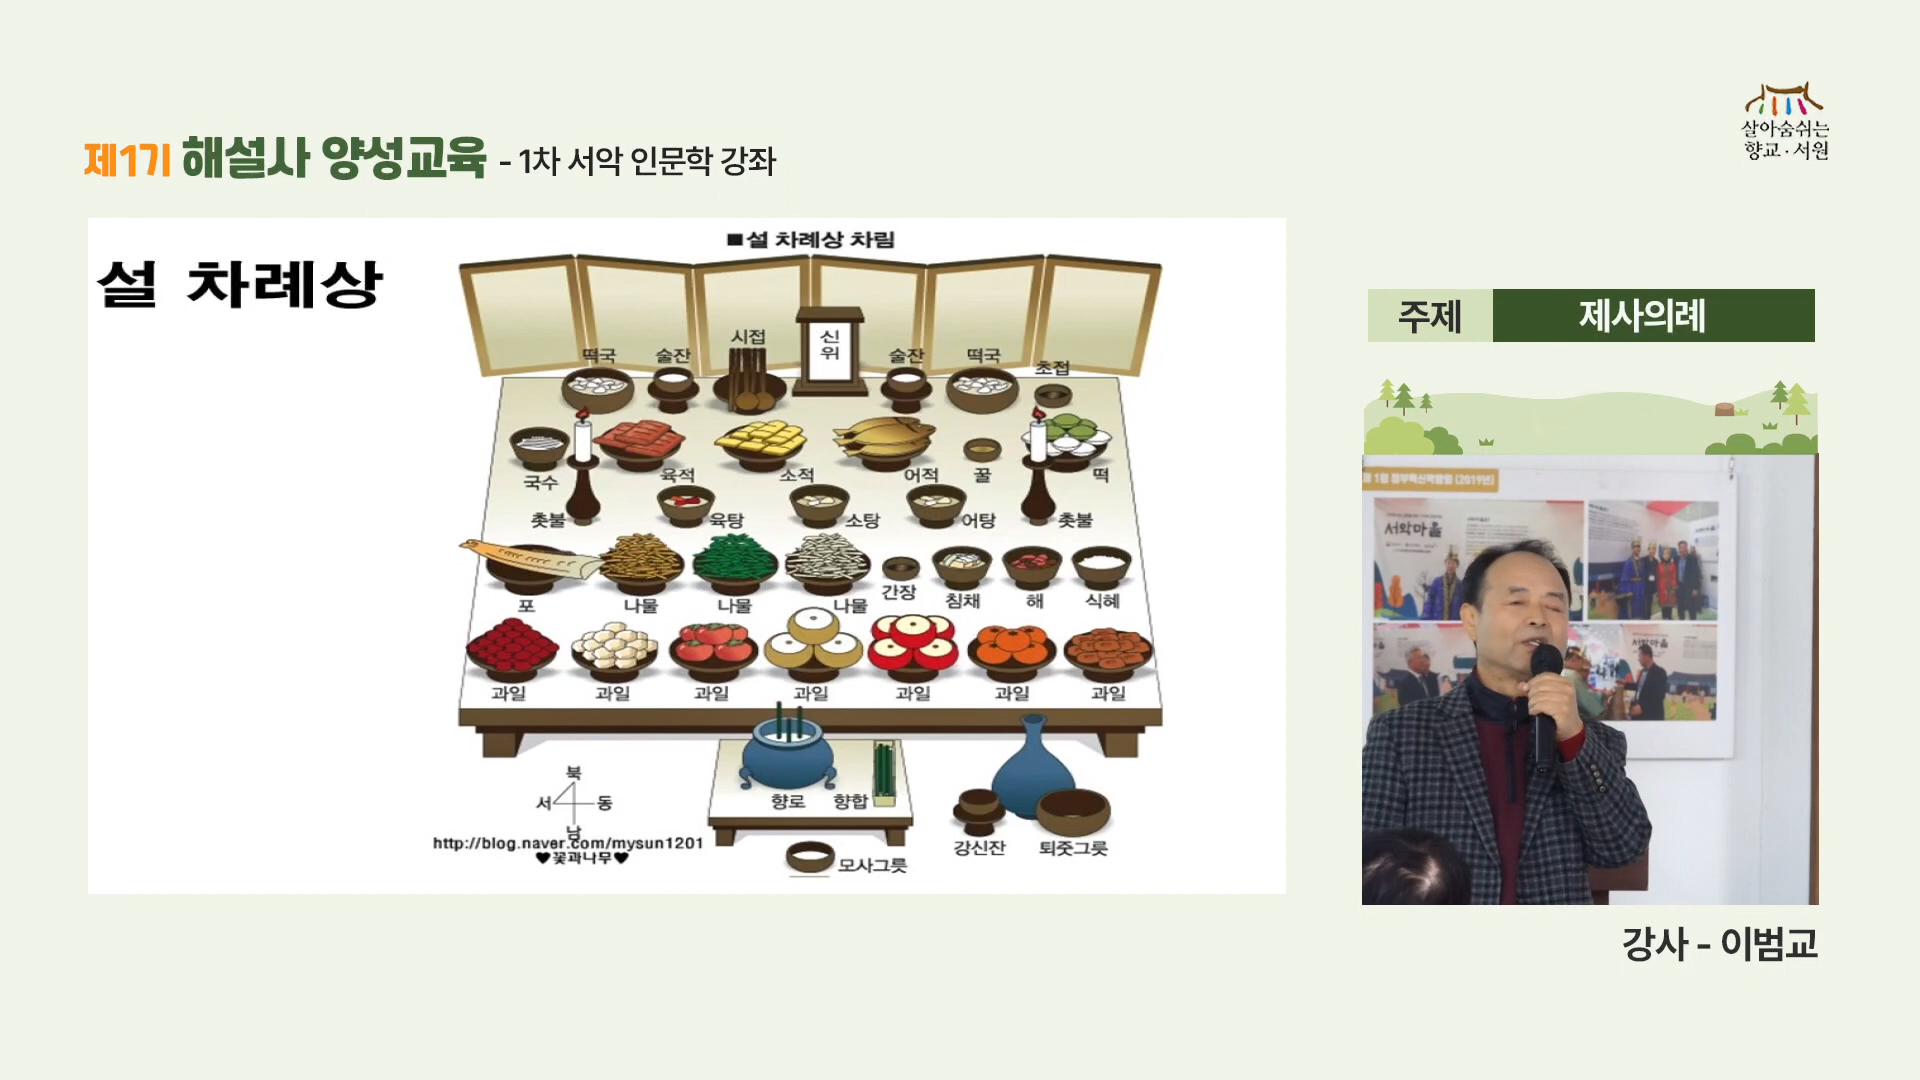 제1기 해설사 양성교육 - 1차 서악 인문학 강좌
살아숨쉬는
향교·서원
설 차례상
■설 차례상 차림
시접
신위
떡국 술잔 술잔 떡국 초접
국수 육적 소적 어적 꿀 떡
촛불 육탕 소탕 어탕 촛불
포 나물 나물 나물 간장 침채 해 식혜
과일 과일 과일 과일 과일 과일 과일
향로 향합
북
서 동
남
http://blog.naver.com/mysun1201
♥꽃과나무♥
모사그릇
강신잔 퇴줏그릇
주제 제사의례
서악마을
서악마을
강사 - 이범교